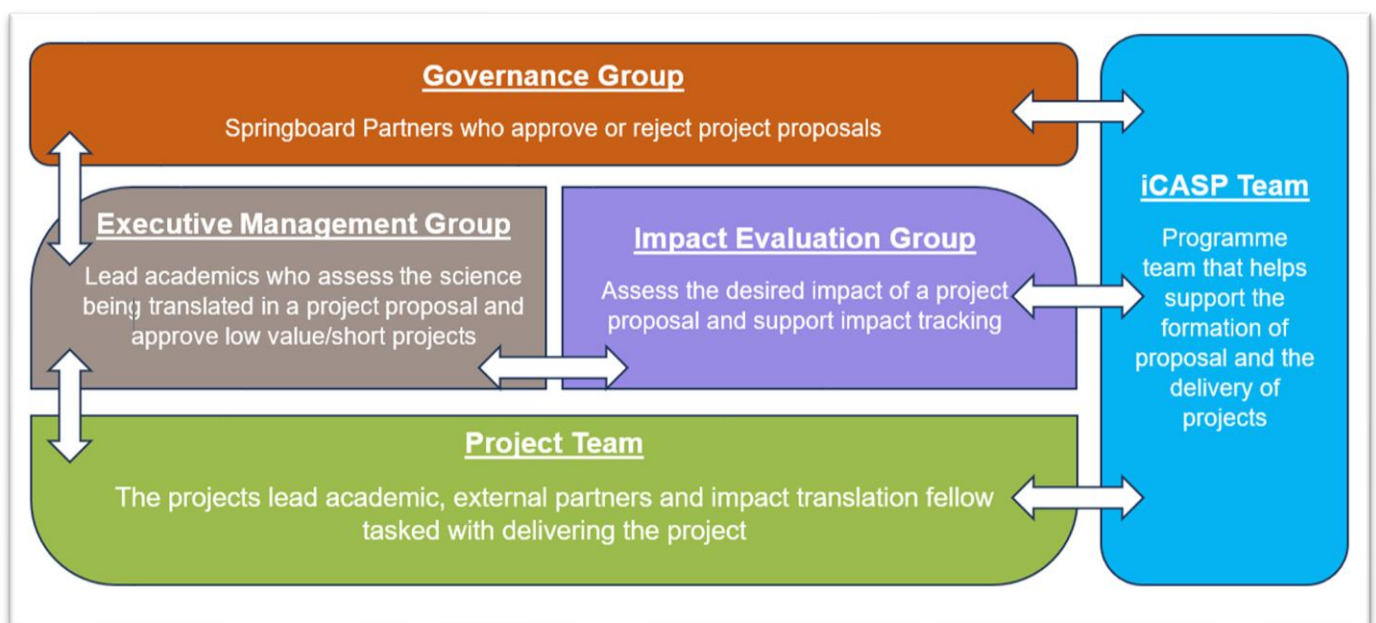 Governance Group
Springboard Partners who approve or reject project proposals
Executive Management Group
Lead academics who assess the science
being translated in a project proposal and
approve low value/short projects
Impact Evaluation Group
Assess the desired impact of a project
proposal and support impact tracking
Project Team
The projects lead academic, external partners and impact translation fellow
tasked with delivering the project
iCASP Team
Programme
team that helps
support the
formation of
proposal and the
delivery of
projects